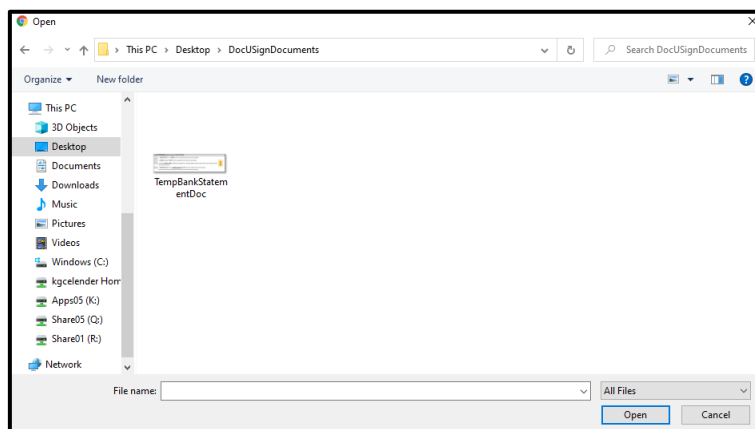 Open
This PC > Desktop > DocUSignDocuments
Search DocUSignDocuments
Organize
New folder
This PC
3D Objects
Desktop
Documents
Downloads
Music
Pictures
Videos
Windows (C:)
kgcelender Hom
Apps05 (K:)
Share05 (Q:)
Share01 (R:)
Network
TempBankStatem
entDoc
File name:
All Files
Open
Cancel